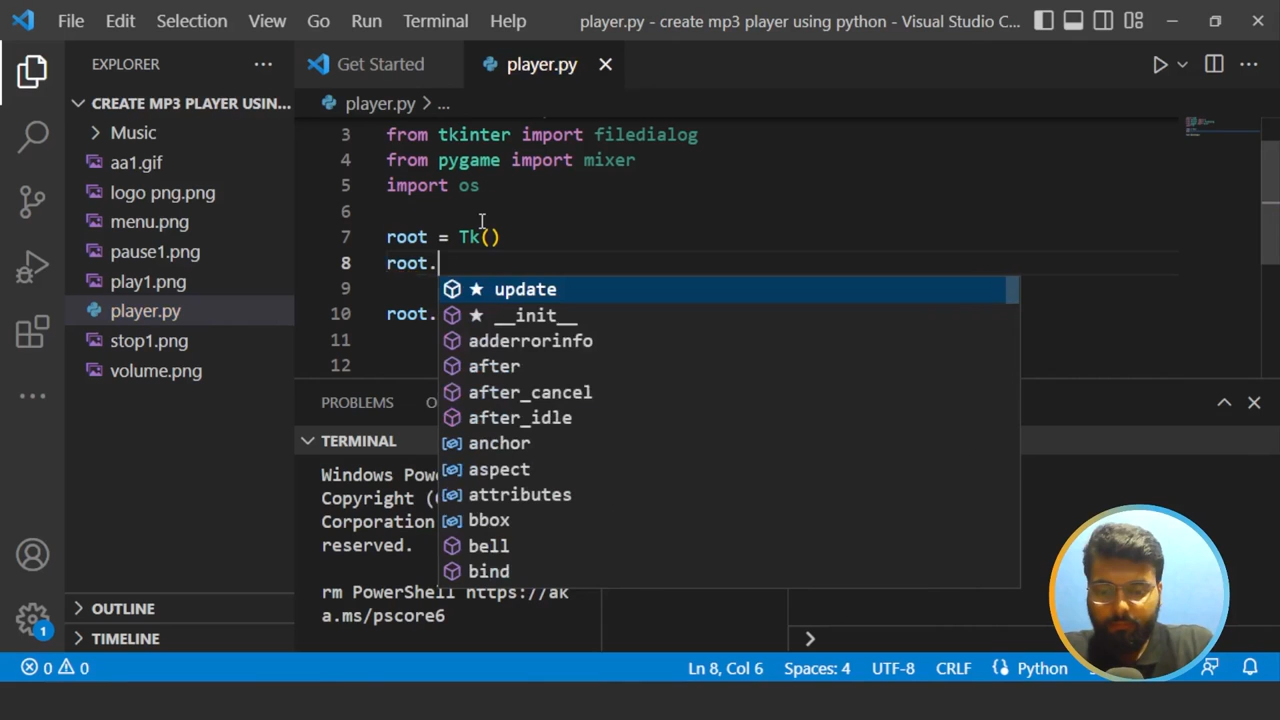 File Edit Selection View Go Run Terminal Help player.py - create mp3 player using python - Visual Studio C...
EXPLORER ...
Get Started
player.py
CREATE MP3 PLAYER USIN...
Music
aa1.gif
logo png.png
menu.png
pause1.png
play1.png
player.py
stop1.png
volume.png
OUTLINE
TIMELINE
player.py > ...
3 from tkinter import filedialog
4 from pygame import mixer
5 import os
6
7 root = Tk()
8 root.
9
10 root.
11
12
★ update
★ __init__
adderrorinfo
after
after_cancel
after_idle
anchor
aspect
attributes
bbox
bell
bind
PROBLEMS O
TERMINAL
Windows Pow
Copyright (
Corporation
reserved.
rm PowerShell https://ak
a.ms/pscore6
>
1
0 0 Ln 8, Col 6 Spaces: 4 UTF-8 CRLF Python